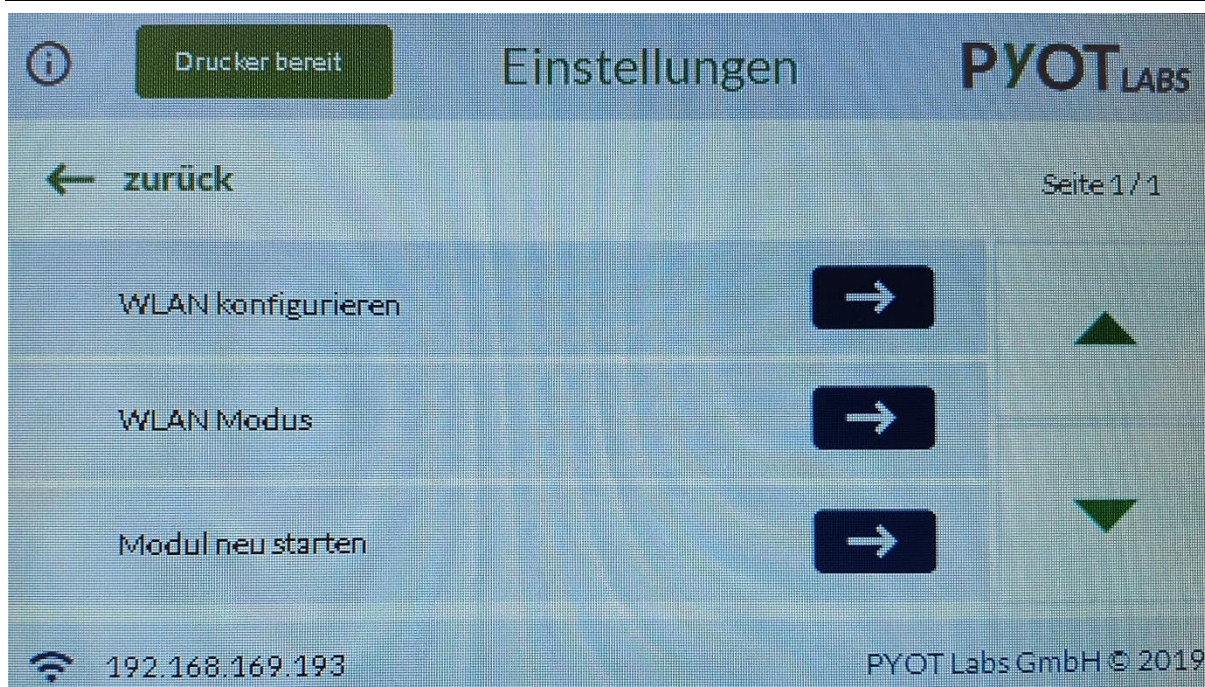 Drucker bereit
Einstellungen
PYOT LABS
zurück
Seite 1 / 1
WLAN konfigurieren
WLAN Modus
Modul neu starten
192.168.169.193
PYOT Labs GmbH © 2019